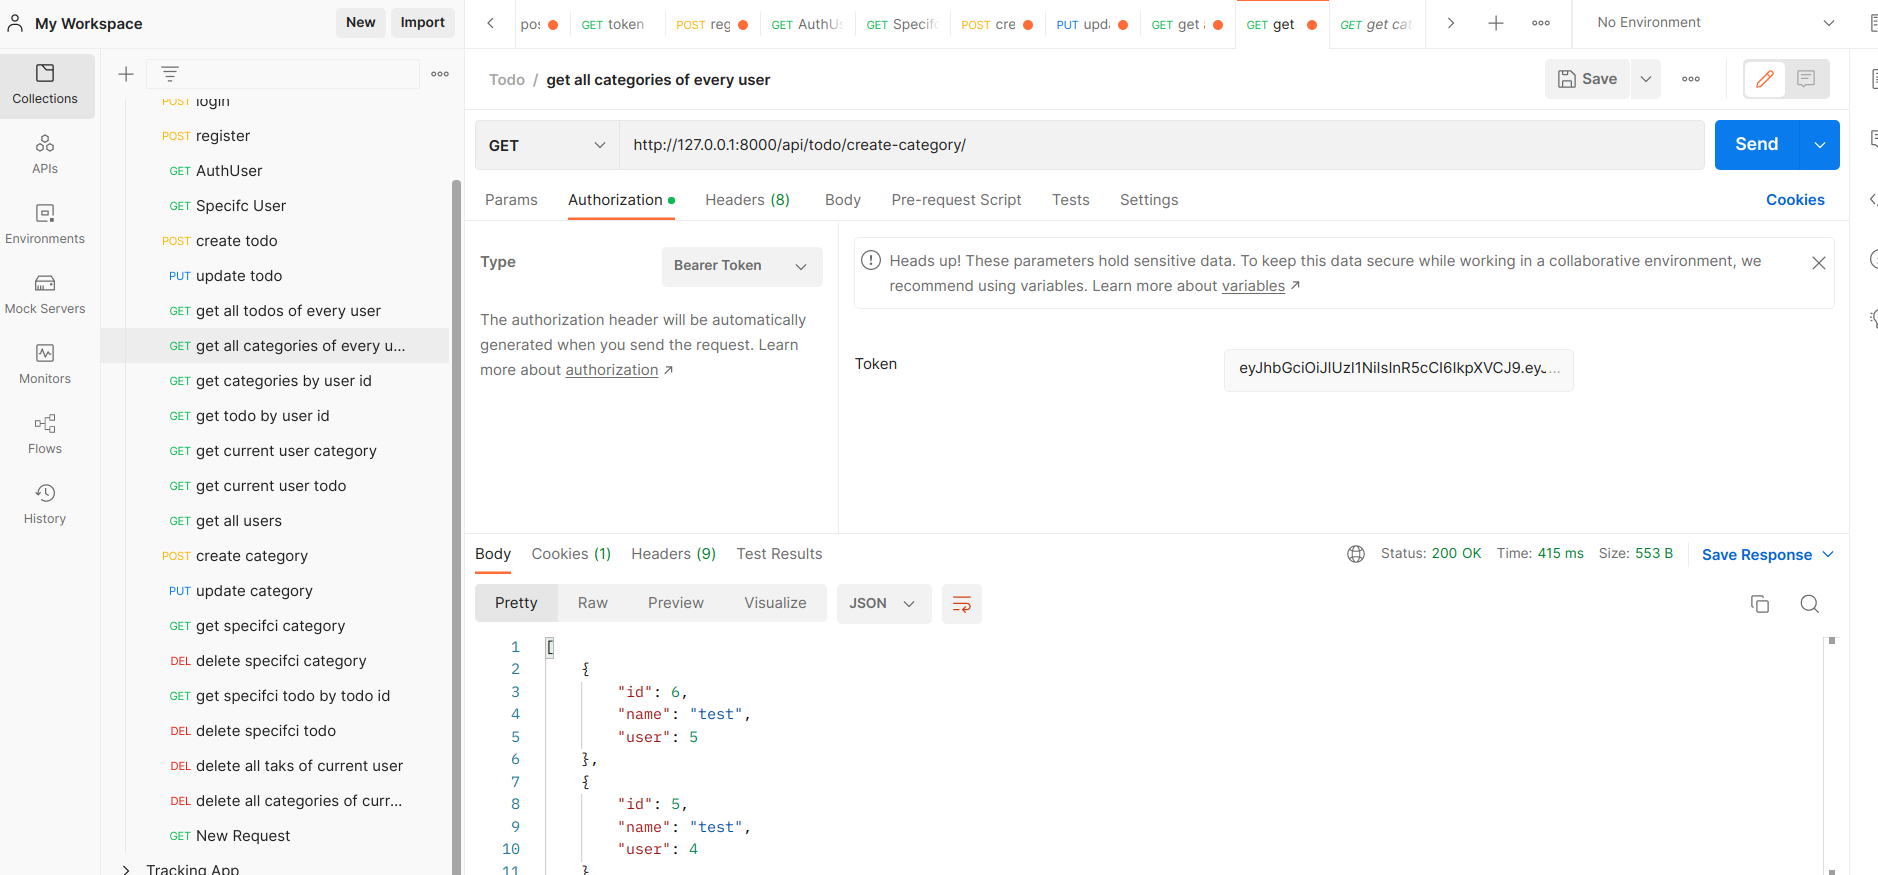 My Workspace
New
Import
Collections
APIs
Environments
Mock Servers
Monitors
Flows
History
POST login
POST register
GET AuthUser
GET Specifc User
POST create todo
PUT update todo
GET get all todos of every user
GET get all categories of every u...
GET get categories by user id
GET get todo by user id
GET get current user category
GET get current user todo
GET get all users
POST create category
PUT update category
GET get specifci category
DEL delete specifci category
GET get specifci todo by todo id
DEL delete specifci todo
DEL delete all taks of current user
DEL delete all categories of curr...
GET New Request
Tracking App
pos
GET token
POST reg
GET AuthUs
GET Specifc
POST cre
PUT upda
GET get a
GET get
GET get cat
No Environment
Todo / get all categories of every user
Save
GET
http://127.0.0.1:8000/api/todo/create-category/
Send
Params
Authorization
Headers (8)
Body
Pre-request Script
Tests
Settings
Cookies
Type
Bearer Token
The authorization header will be automatically
generated when you send the request. Learn
more about authorization ↗
Heads up! These parameters hold sensitive data. To keep this data secure while working in a collaborative environment, we
recommend using variables. Learn more about variables ↗
Token
eyJhbGciOiJIUzI1NiIsInR5cCI6IkpXVCJ9.eyJ...
Body
Cookies (1)
Headers (9)
Test Results
Status: 200 OK
Time: 415 ms
Size: 553 B
Save Response
Pretty
Raw
Preview
Visualize
JSON
1 [
2 {
3 "id": 6,
4 "name": "test",
5 "user": 5
6 },
7 {
8 "id": 5,
9 "name": "test",
10 "user": 4
11 }